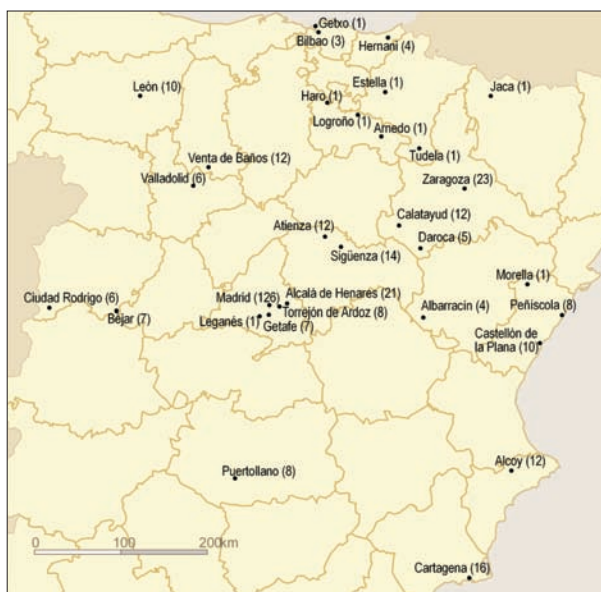 Getxo (1)
Bilbao (3)
Hernani (4)
León (10)
Estella (1)
Jaca (1)
Haro (1)
Logroño (1)
Arnedo (1)
Tudela (1)
Venta de Baños (12)
Valladolid (6)
Zaragoza (23)
Calatayud (12)
Atienza (12)
Daroca (5)
Sigüenza (14)
Morella (1)
Ciudad Rodrigo (6)
Béjar (7)
Madrid (126)
Alcalá de Henares (21)
Torrejón de Ardoz (8)
Leganés (1)
Getafe (7)
Albarracin (4)
Peñiscola (8)
Castellón de
la Plana (10)
Alcoy (12)
Puertollano (8)
0 100 200km
Cartagena (16)